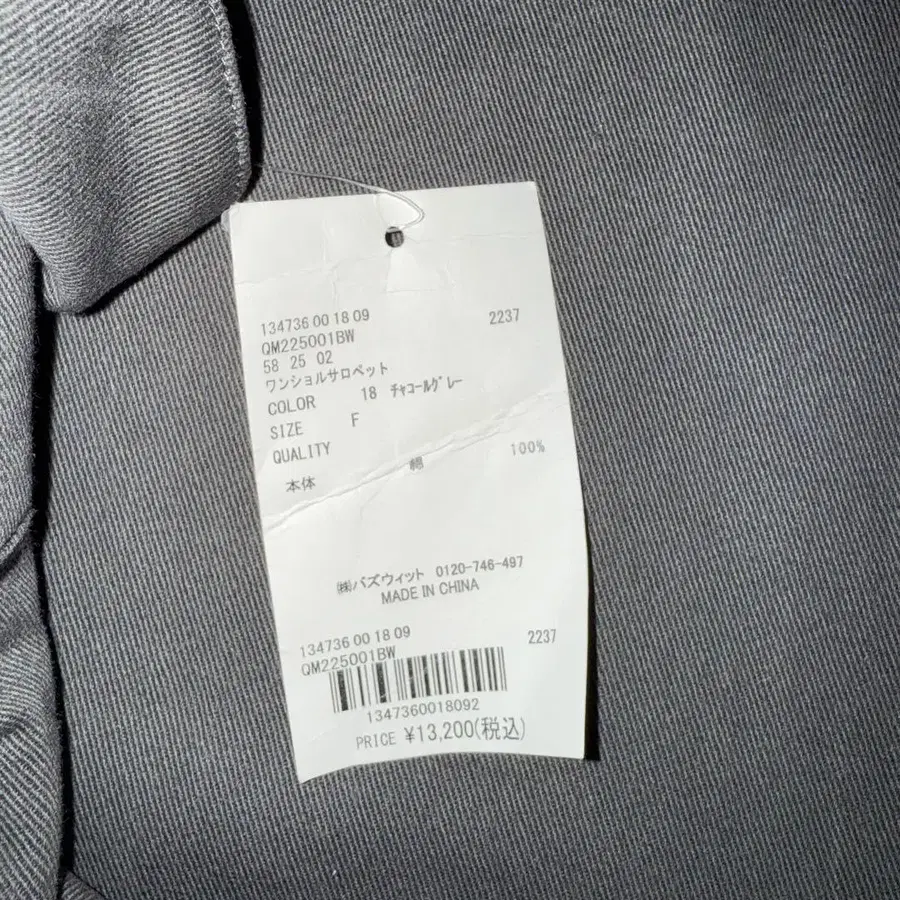 134736 00 18 09 2237
QM225001BW
58 25 02
ワンショルサロペット
COLOR 18 ﾁｬｺｰﾙｸﾞﾚｰ
SIZE F
QUALITY
本体 綿 100%
㈱バズウィット 0120-746-497
MADE IN CHINA
134736 00 18 09 2237
QM225001BW
1347360018092
PRICE ¥13,200(税込)